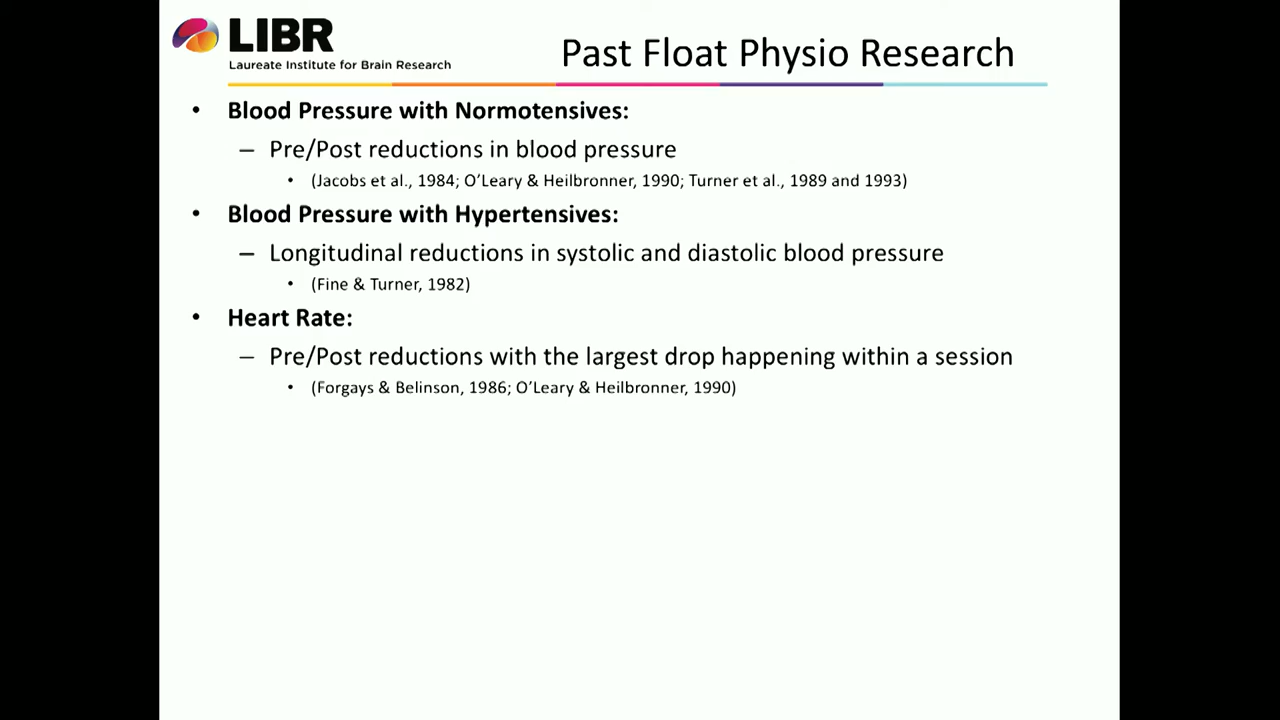 LIBR
Laureate Institute for Brain Research
Past Float Physio Research
• Blood Pressure with Normotensives:
– Pre/Post reductions in blood pressure
• (Jacobs et al., 1984; O’Leary & Heilbronner, 1990; Turner et al., 1989 and 1993)
• Blood Pressure with Hypertensives:
– Longitudinal reductions in systolic and diastolic blood pressure
• (Fine & Turner, 1982)
• Heart Rate:
– Pre/Post reductions with the largest drop happening within a session
• (Forgays & Belinson, 1986; O’Leary & Heilbronner, 1990)